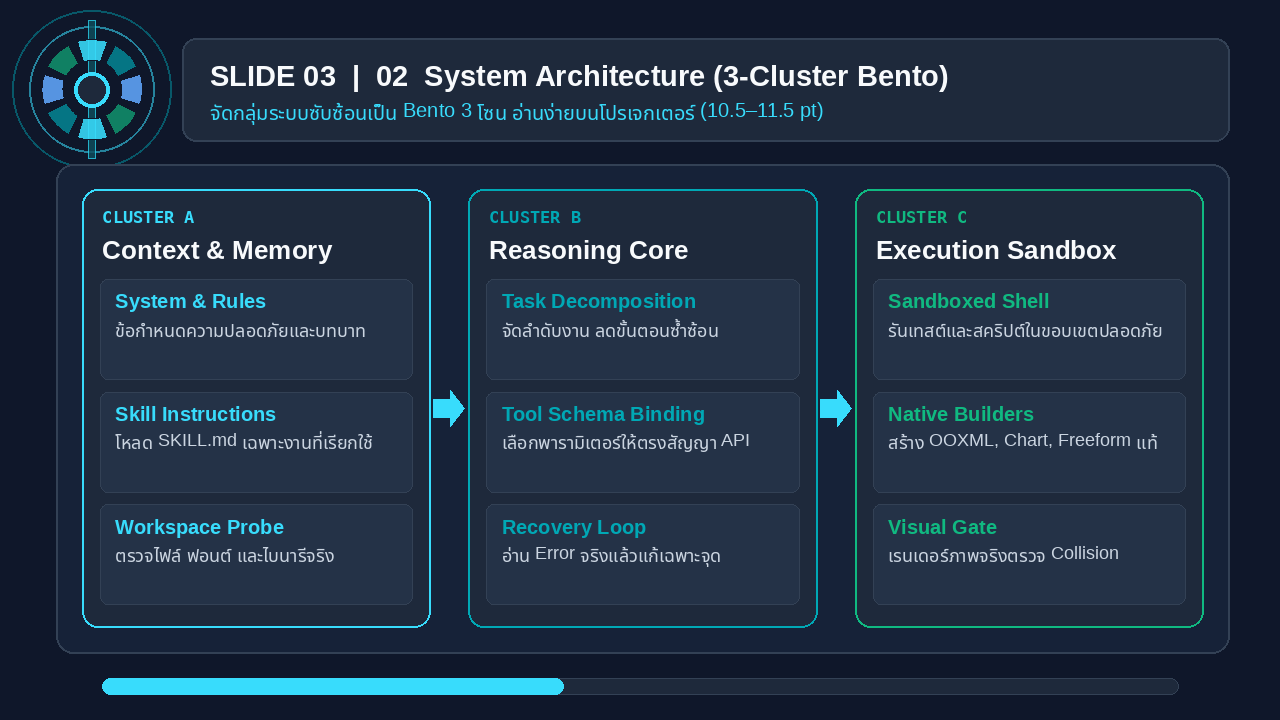 SLIDE 03 | 02 System Architecture (3-Cluster Bento)
จัดกลุ่มระบบซับซ้อนเป็น Bento 3 โซน อ่านง่ายบนโปรเจกเตอร์ (10.5–11.5 pt)
CLUSTER A
Context & Memory
System & Rules
ข้อกำหนดความปลอดภัยและบทบาท
Skill Instructions
โหลด SKILL.md เฉพาะงานที่เรียกใช้
Workspace Probe
ตรวจไฟล์ ฟอนต์ และไบนารีจริง
CLUSTER B
Reasoning Core
Task Decomposition
จัดลำดับงาน ลดขั้นตอนซ้ำซ้อน
Tool Schema Binding
เลือกพารามิเตอร์ให้ตรงสัญญา API
Recovery Loop
อ่าน Error จริงแล้วแก้เฉพาะจุด
CLUSTER C
Execution Sandbox
Sandboxed Shell
รันเทสต์และสคริปต์ในขอบเขตปลอดภัย
Native Builders
สร้าง OOXML, Chart, Freeform แท้
Visual Gate
เรนเดอร์ภาพจริงตรวจ Collision